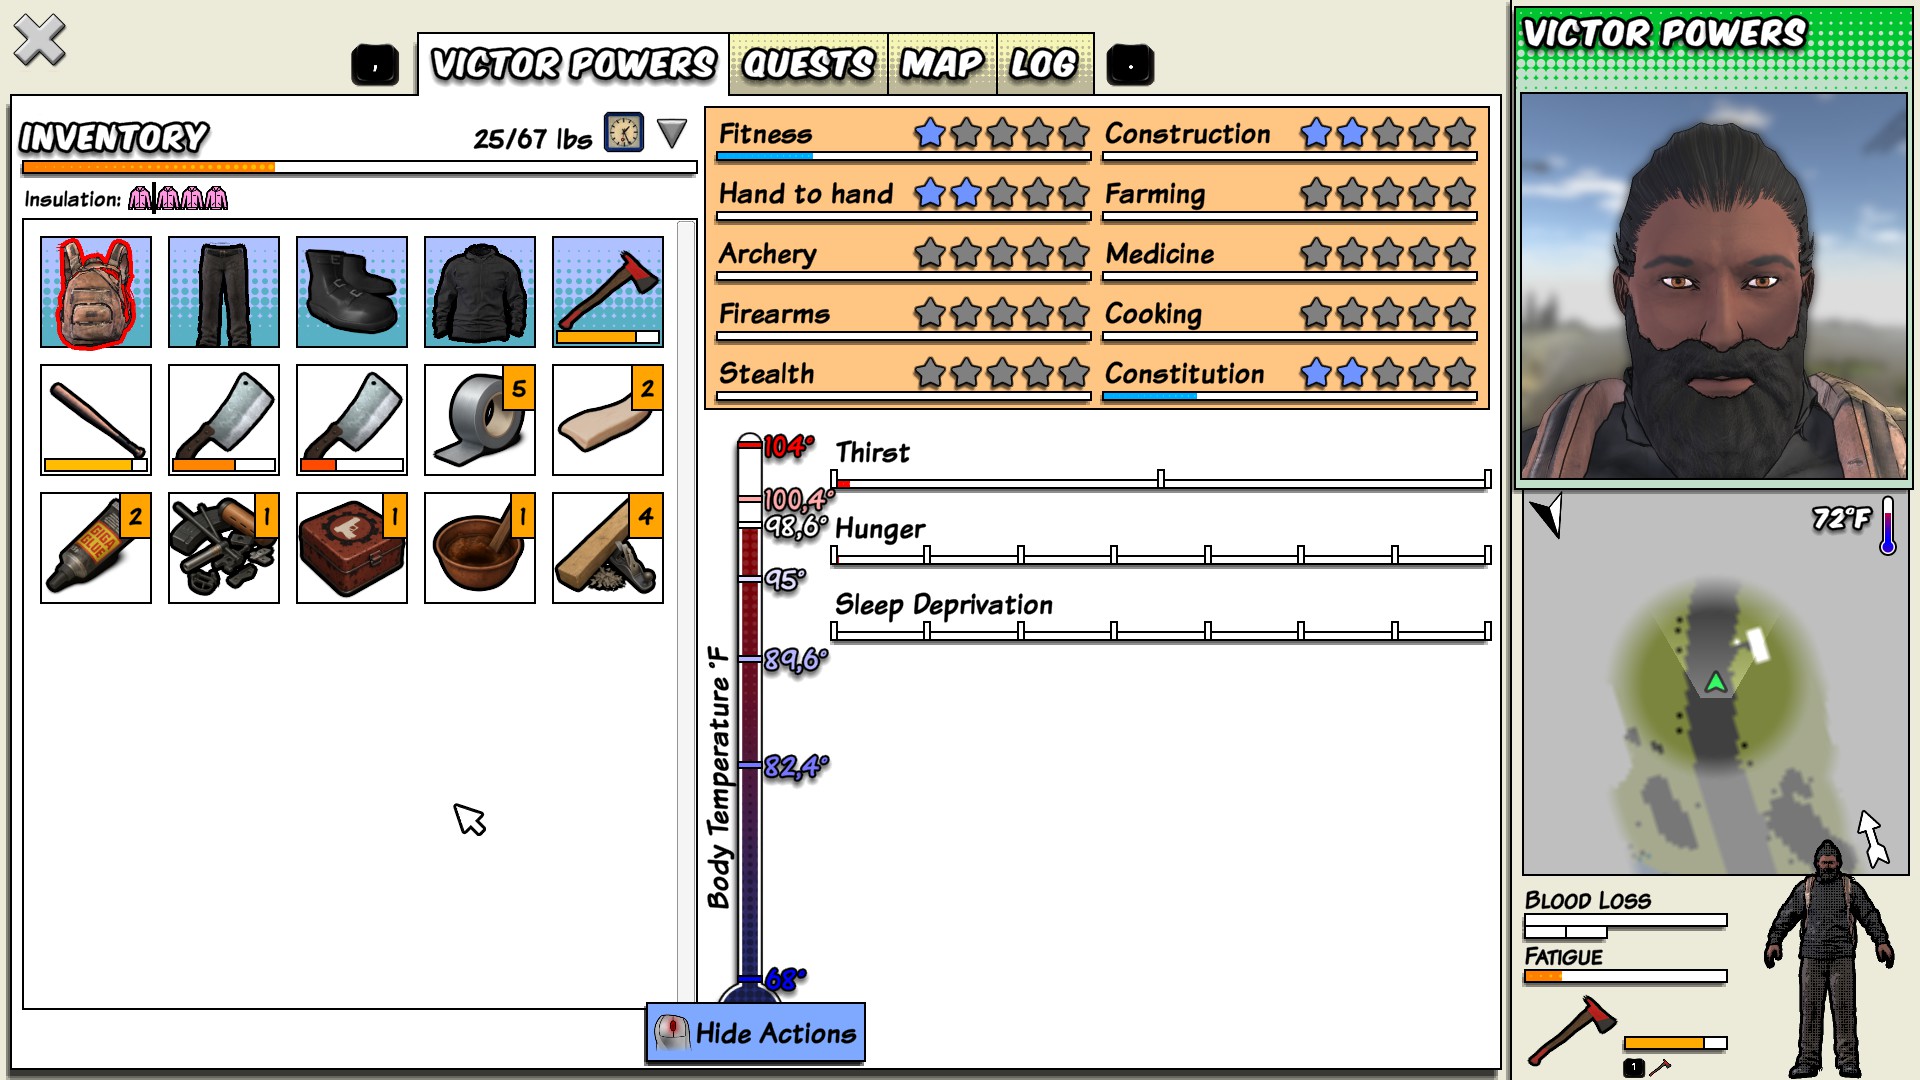 ,
VICTOR POWERS
QUESTS
MAP
LOG
.
VICTOR POWERS
INVENTORY
25/67 lbs
Insulation:
5
2
2
GIGA GLUE
1
1
1
4
Fitness
Construction
Hand to hand
Farming
Archery
Medicine
Firearms
Cooking
Stealth
Constitution
Body Temperature °F
104°
100,4°
98,6°
95°
89,6°
82,4°
68°
Thirst
Hunger
Sleep Deprivation
Hide Actions
72°F
BLOOD LOSS
FATIGUE
1